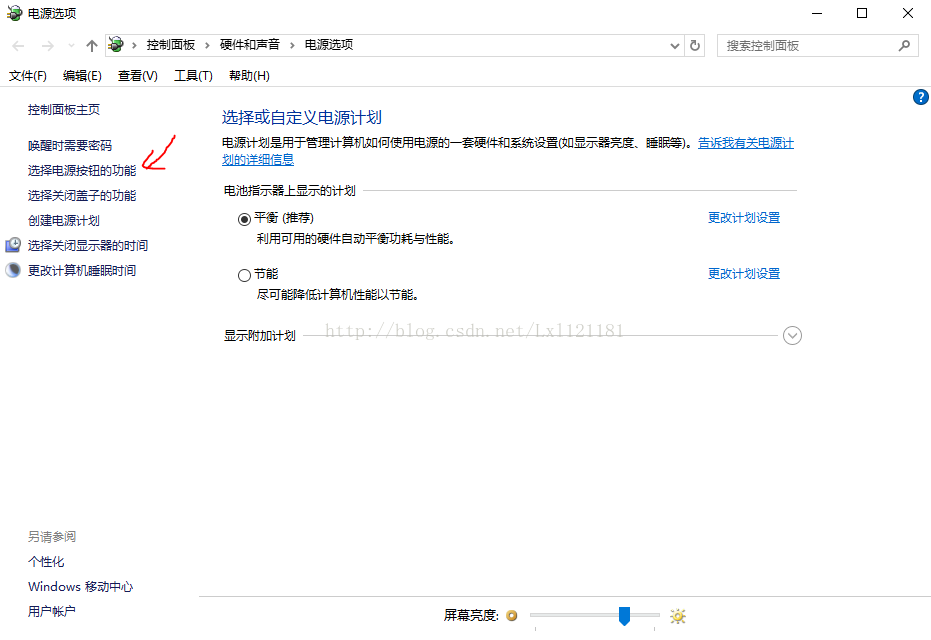 电源选项
控制面板 › 硬件和声音 › 电源选项
搜索控制面板
文件(F) 编辑(E) 查看(V) 工具(T) 帮助(H)
控制面板主页
唤醒时需要密码
选择电源按钮的功能
选择关闭盖子的功能
创建电源计划
选择关闭显示器的时间
更改计算机睡眠时间
选择或自定义电源计划
电源计划是用于管理计算机如何使用电源的一套硬件和系统设置(如显示器亮度、睡眠等)。告诉我有关电源计
划的详细信息
电池指示器上显示的计划
平衡 (推荐) 更改计划设置
利用可用的硬件自动平衡功耗与性能。
节能 更改计划设置
尽可能降低计算机性能以节能。
显示附加计划
http://blog.csdn.net/Lxl121181
另请参阅
个性化
Windows 移动中心
用户帐户
屏幕亮度: